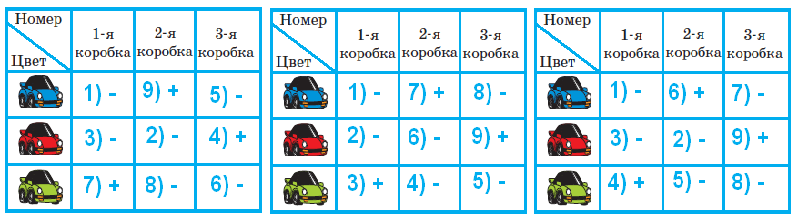 Номер
Цвет
1-я коробка
2-я коробка
3-я коробка
1) - 9) + 5) -
3) - 2) - 4) +
7) + 8) - 6) -
Номер
Цвет
1-я коробка
2-я коробка
3-я коробка
1) - 7) + 8) -
2) - 6) - 9) +
3) + 4) - 5) -
Номер
Цвет
1-я коробка
2-я коробка
3-я коробка
1) - 6) + 7) -
3) - 2) - 9) +
4) + 5) - 8) -